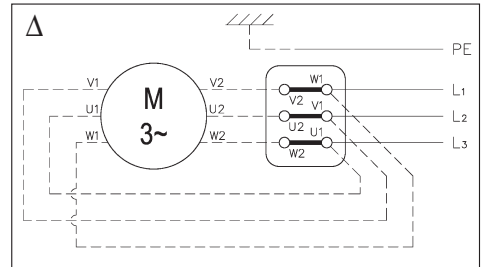 Δ
PE
V1 V2 W1 L1
V2
M
U1 U2 V1 L2
3~
U2
W1 W2 U1 L3
W2